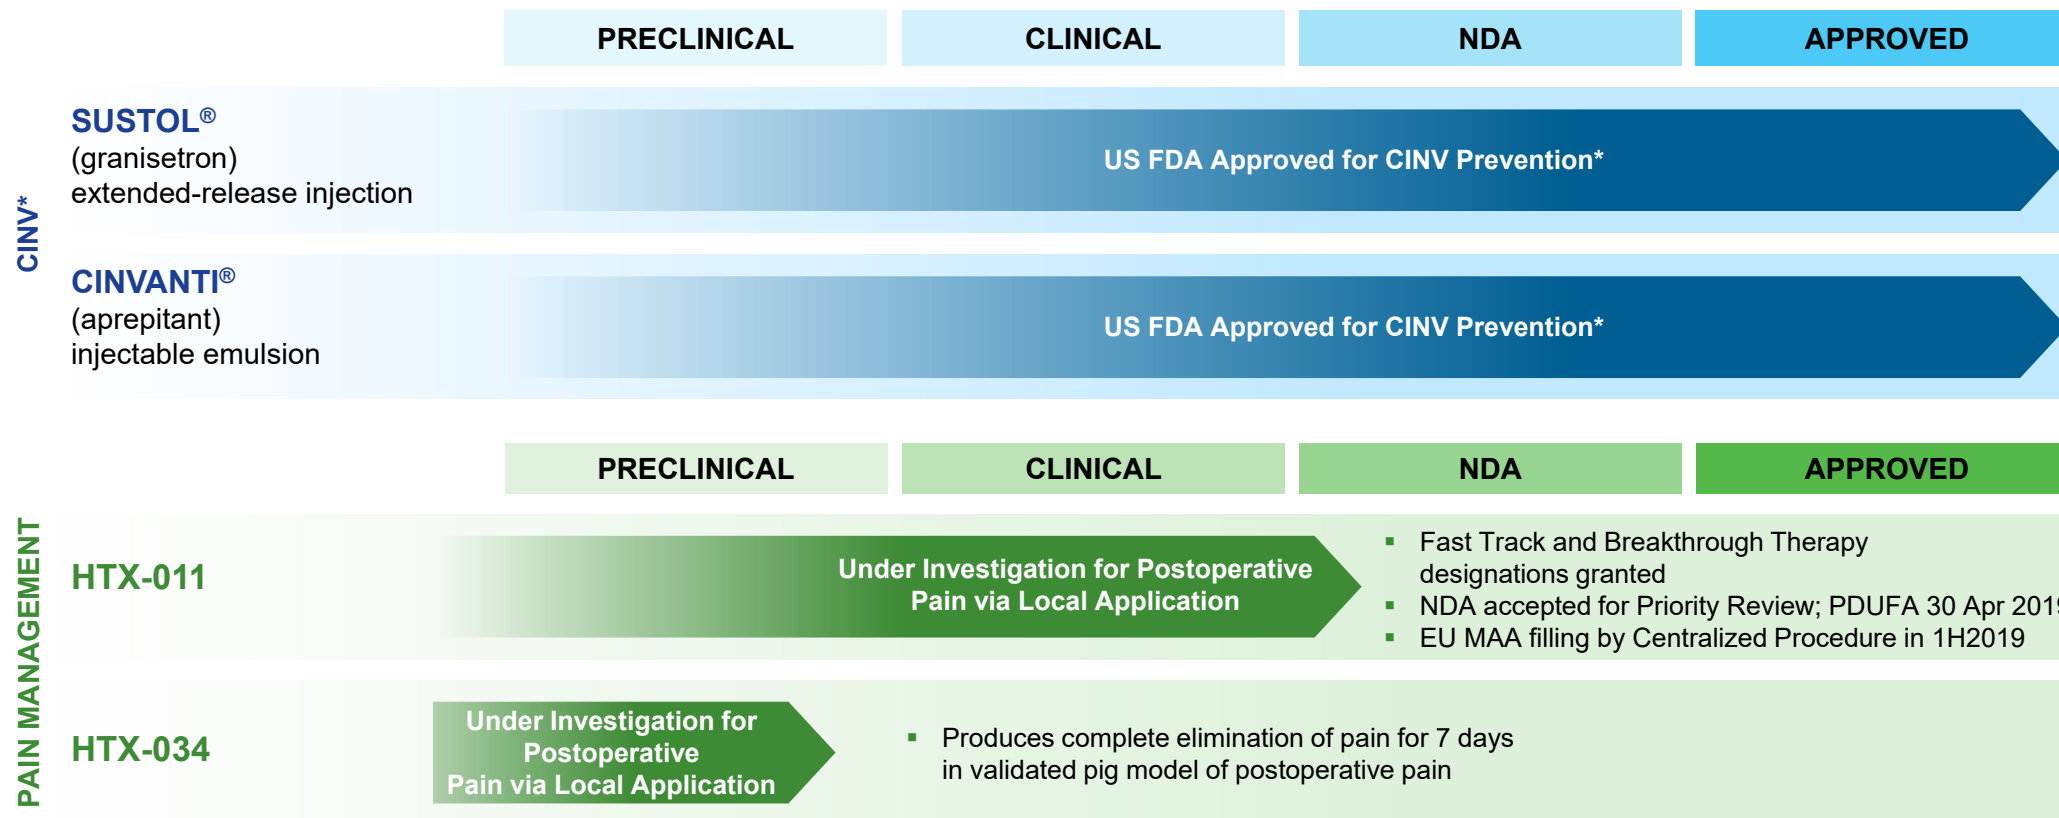 PRECLINICAL CLINICAL NDA APPROVED
CINV*
SUSTOL®
(granisetron)
extended-release injection
US FDA Approved for CINV Prevention*
CINVANTI®
(aprepitant)
injectable emulsion
US FDA Approved for CINV Prevention*
PRECLINICAL CLINICAL NDA APPROVED
PAIN MANAGEMENT
HTX-011
Under Investigation for Postoperative
Pain via Local Application
▪ Fast Track and Breakthrough Therapy
designations granted
▪ NDA accepted for Priority Review; PDUFA 30 Apr 2019
▪ EU MAA filling by Centralized Procedure in 1H2019
HTX-034
Under Investigation for
Postoperative
Pain via Local Application
▪ Produces complete elimination of pain for 7 days
in validated pig model of postoperative pain